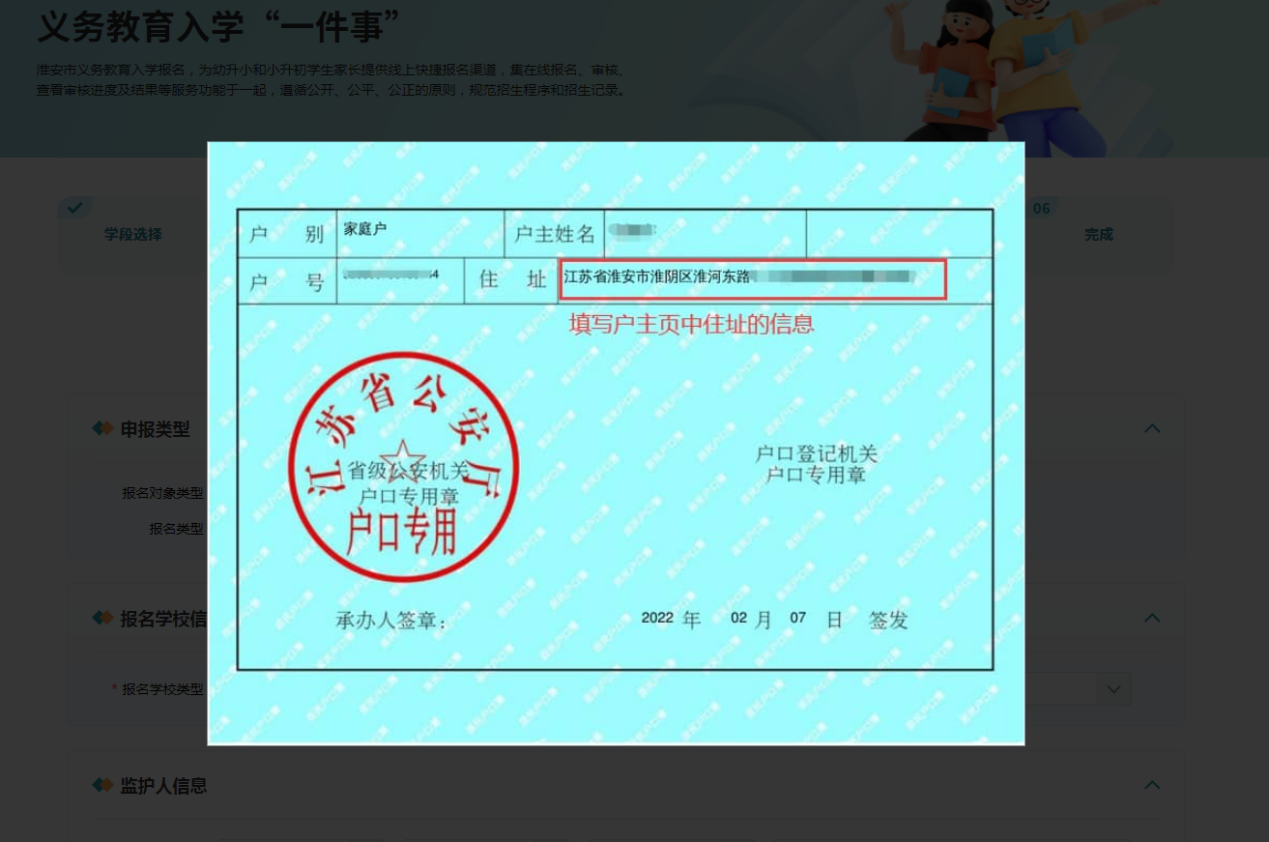 义务教育入学“一件事”
淮安市义务教育入学报名，为幼升小和小升初学生家长提供线上快捷报名渠道，集在线报名、审核、
查看审核进度及结果等服务功能于一起，遵循公开、公平、公正的原则，规范招生程序和招生记录。
学段选择
06
完成
户 别 家庭户 户主姓名
户 号 4 住 址 江苏省淮安市淮阴区淮河东路
填写户主页中住址的信息
江苏省公安厅
省级公安机关
户口专用章
户口专用
户口登记机关
户口专用章
承办人签章：
2022 年 02 月 07 日 签发
申报类型
报名对象类型
报名类型
报名学校信
* 报名学校类型
监护人信息